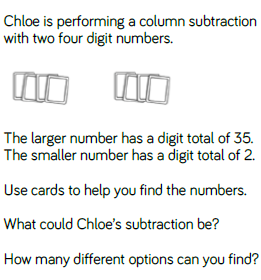 Chloe is performing a column subtraction
with two four digit numbers.
The larger number has a digit total of 35.
The smaller number has a digit total of 2.
Use cards to help you find the numbers.
What could Chloe's subtraction be?
How many different options can you find?